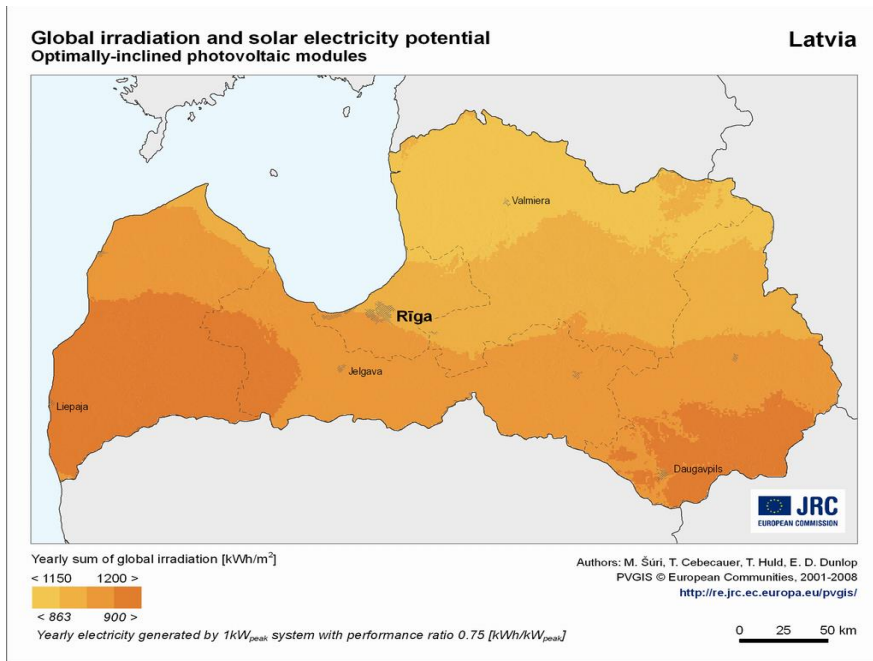 Global irradiation and solar electricity potential
Optimally-inclined photovoltaic modules
Latvia
Valmiera
Rīga
Jelgava
Liepaja
Daugavpils
JRC
EUROPEAN COMMISSION
Yearly sum of global irradiation [kWh/m²]
< 1150 1200 >
< 863 900 >
Yearly electricity generated by 1kWpeak system with performance ratio 0.75 [kWh/kWpeak]
Authors: M. Šúri, T. Cebecauer, T. Huld, E. D. Dunlop
PVGIS © European Communities, 2001-2008
http://re.jrc.ec.europa.eu/pvgis/
0 25 50 km